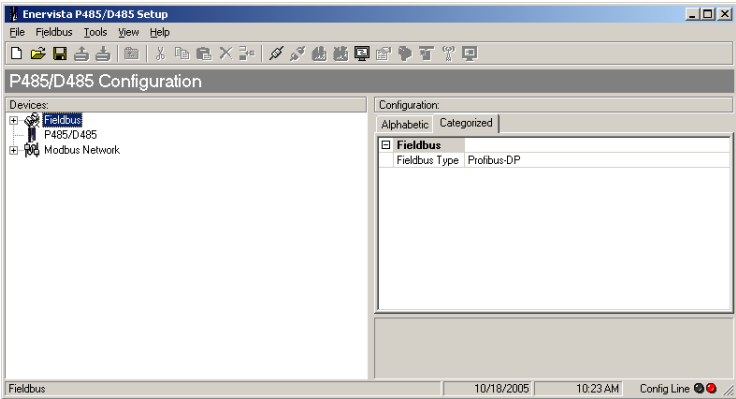 Enervista P485/D485 Setup
File Fieldbus Tools View Help
P485/D485 Configuration
Devices:
Fieldbus
P485/D485
Modbus Network
Configuration:
Alphabetic Categorized
Fieldbus
Fieldbus Type Profibus-DP
Fieldbus 10/18/2005 10:23 AM Config Line